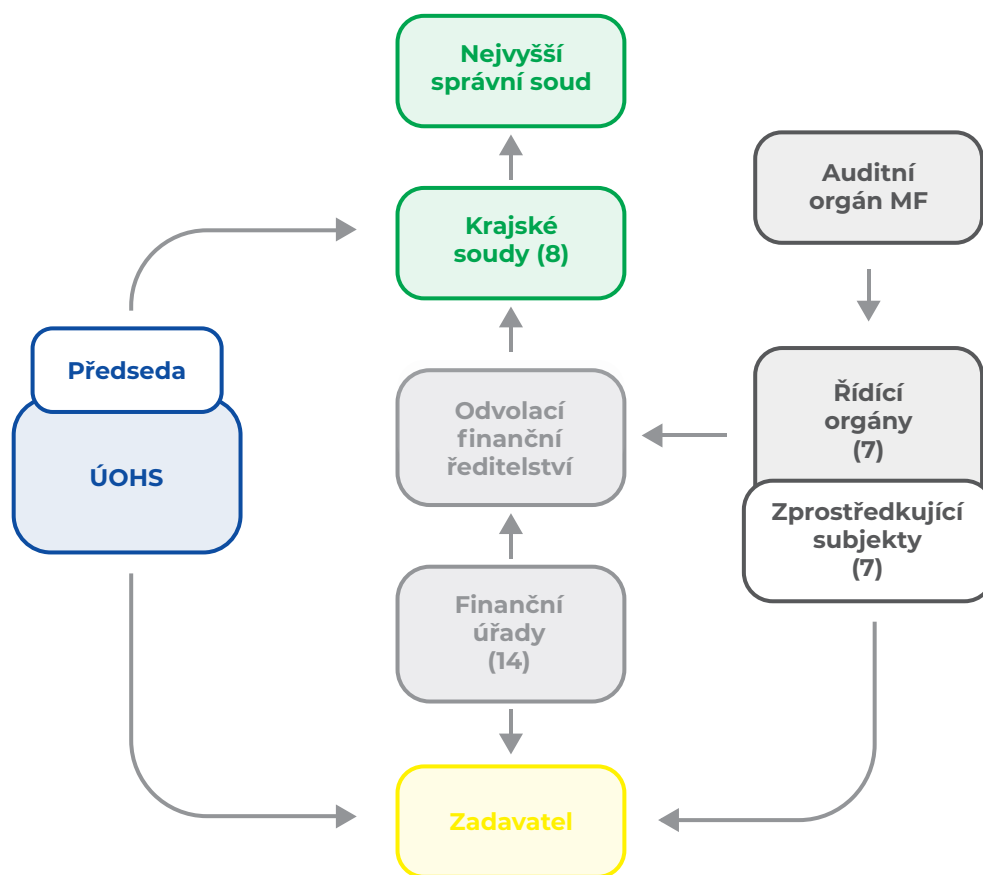 Nejvyšší
správní soud
Auditní
orgán MF
Krajské
soudy (8)
Předseda
ÚOHS
Odvolací
finanční
ředitelství
Řídící
orgány
(7)
Zprostředkující
subjekty
(7)
Finanční
úřady
(14)
Zadavatel